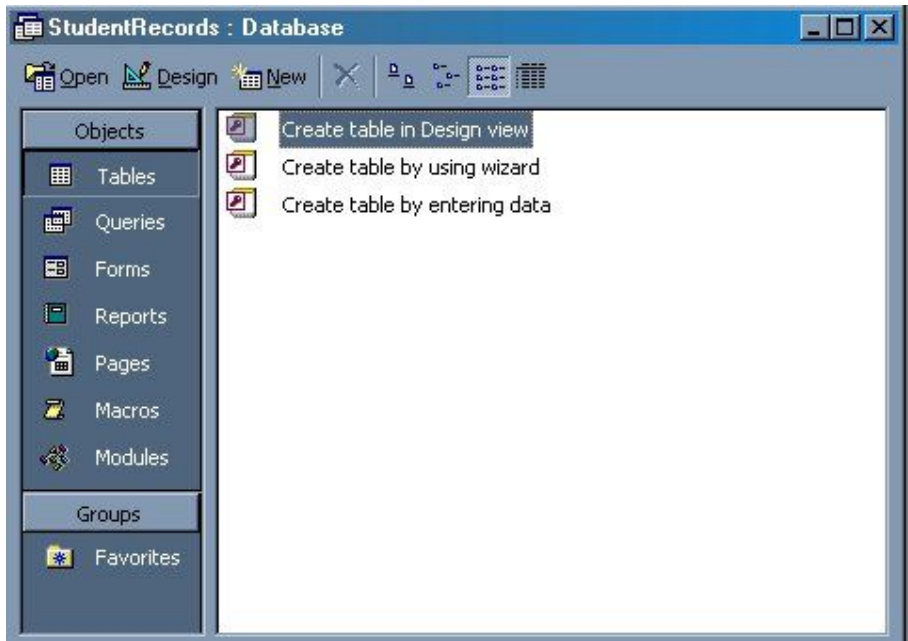 StudentRecords : Database
Open Design New
Objects
Tables
Queries
Forms
Reports
Pages
Macros
Modules
Groups
Favorites
Create table in Design view
Create table by using wizard
Create table by entering data